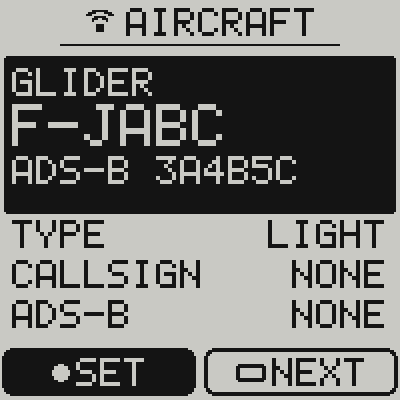 AIRCRAFT
GLIDER
F-JABC
ADS-B 3A4B5C
TYPE LIGHT
CALLSIGN NONE
ADS-B NONE
SET NEXT